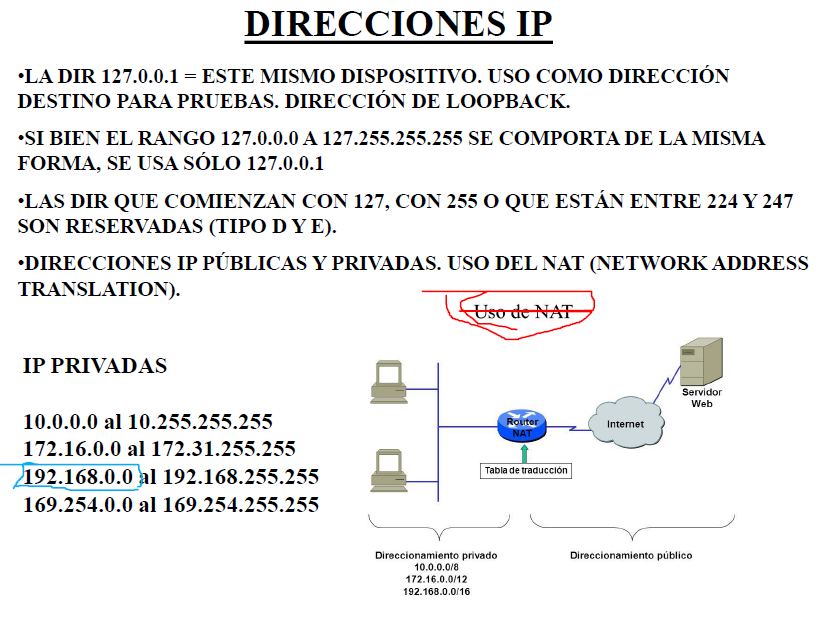 DIRECCIONES IP
•LA DIR 127.0.0.1 = ESTE MISMO DISPOSITIVO. USO COMO DIRECCIÓN
DESTINO PARA PRUEBAS. DIRECCIÓN DE LOOPBACK.
•SI BIEN EL RANGO 127.0.0.0 A 127.255.255.255 SE COMPORTA DE LA MISMA
FORMA, SE USA SÓLO 127.0.0.1
•LAS DIR QUE COMIENZAN CON 127, CON 255 O QUE ESTÁN ENTRE 224 Y 247
SON RESERVADAS (TIPO D Y E).
•DIRECCIONES IP PÚBLICAS Y PRIVADAS. USO DEL NAT (NETWORK ADDRESS
TRANSLATION).
Uso de NAT
IP PRIVADAS
10.0.0.0 al 10.255.255.255
172.16.0.0 al 172.31.255.255
192.168.0.0 al 192.168.255.255
169.254.0.0 al 169.254.255.255
Servidor
Web
Router
NAT
Internet
Tabla de traducción
Direccionamiento privado
10.0.0.0/8
172.16.0.0/12
192.168.0.0/16
Direccionamiento público